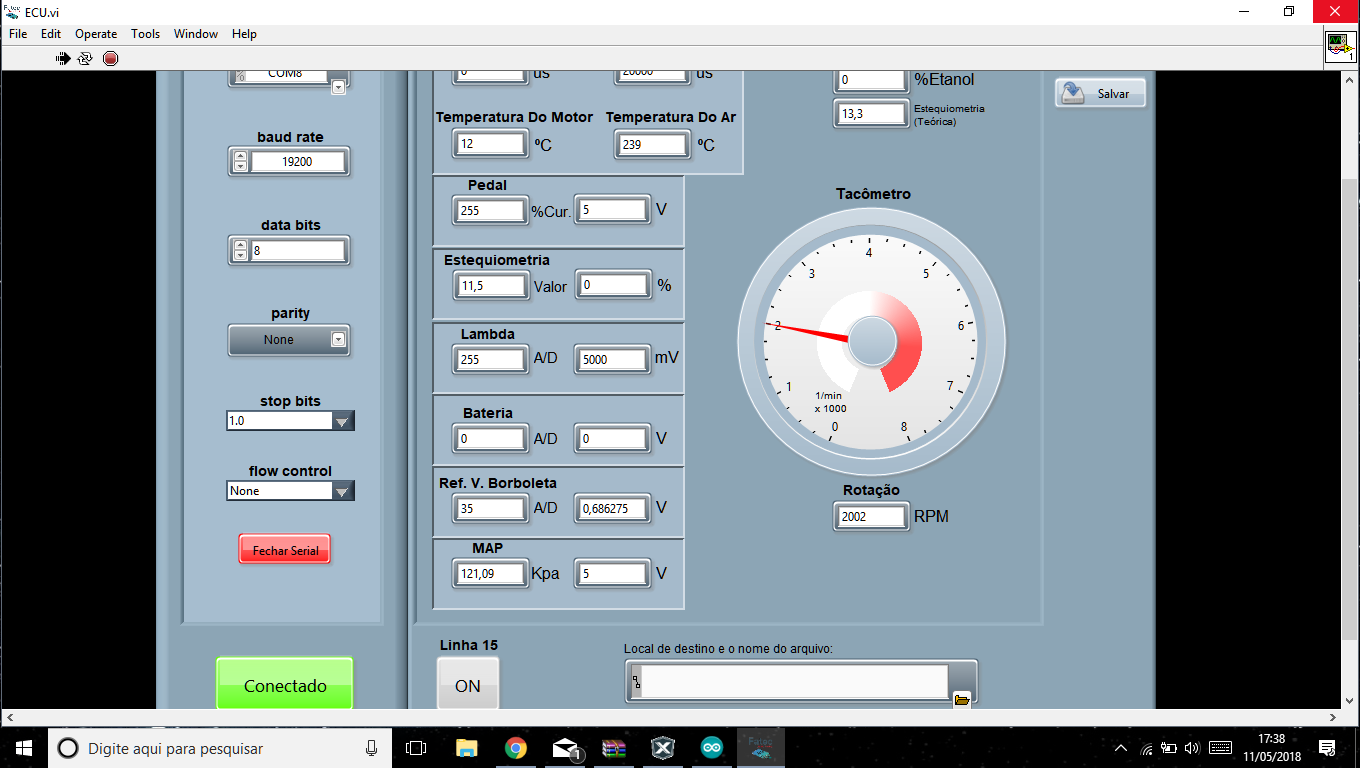 ECU.vi
File Edit Operate Tools Window Help
1
COM8
baud rate
19200
data bits
8
parity
None
stop bits
1.0
flow control
None
Fechar Serial
Conectado
0 us 20000 us
Temperatura Do Motor Temperatura Do Ar
12 ºC 239 ºC
Pedal
255 %Cur. 5 V
Estequiometria
11,5 Valor 0 %
Lambda
255 A/D 5000 mV
Bateria
0 A/D 0 V
Ref. V. Borboleta
35 A/D 0,686275 V
MAP
121,09 Kpa 5 V
Linha 15
ON
Local de destino e o nome do arquivo:
0 %Etanol
13,3 Estequiometria
(Teórica)
Tacômetro
0
1
2
3
4
5
6
7
8
1/min
x 1000
Rotação
2002 RPM
Salvar
Digite aqui para pesquisar
1
Fatec
17:38
11/05/2018